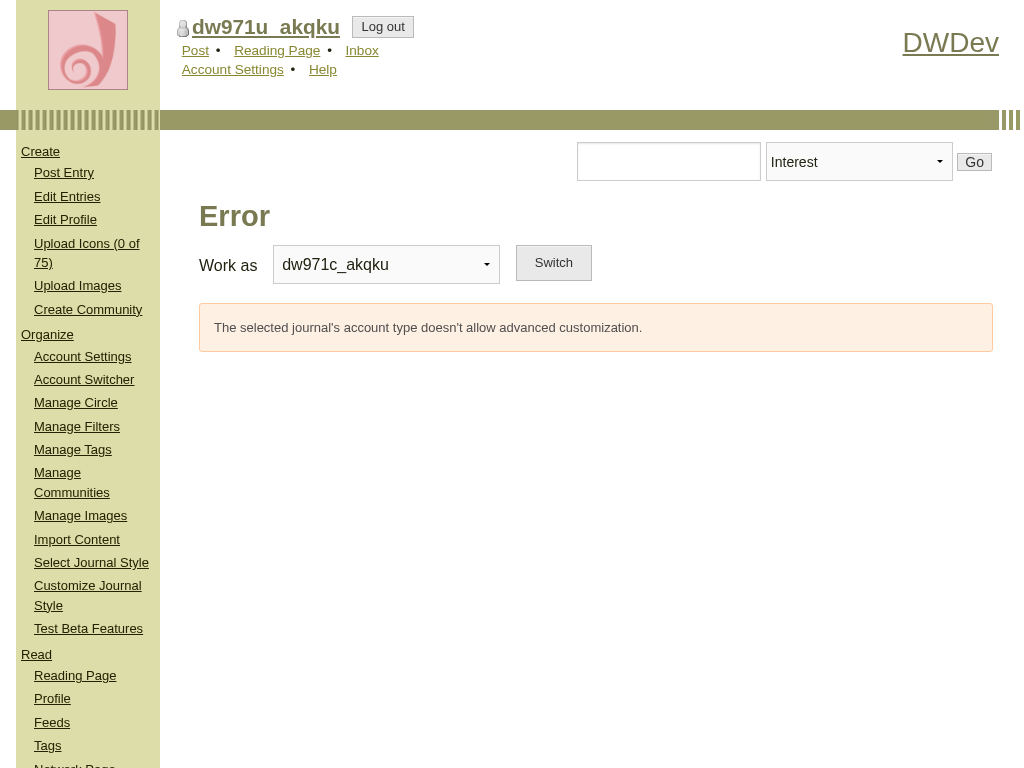 dw971u_akqku Log out
Post • Reading Page • Inbox
Account Settings • Help
DWDev
Interest Go
Create
Post Entry
Edit Entries
Edit Profile
Upload Icons (0 of
75)
Upload Images
Create Community
Organize
Account Settings
Account Switcher
Manage Circle
Manage Filters
Manage Tags
Manage
Communities
Manage Images
Import Content
Select Journal Style
Customize Journal
Style
Test Beta Features
Read
Reading Page
Profile
Feeds
Tags
Network Page
Error
Work as dw971c_akqku Switch
The selected journal's account type doesn't allow advanced customization.